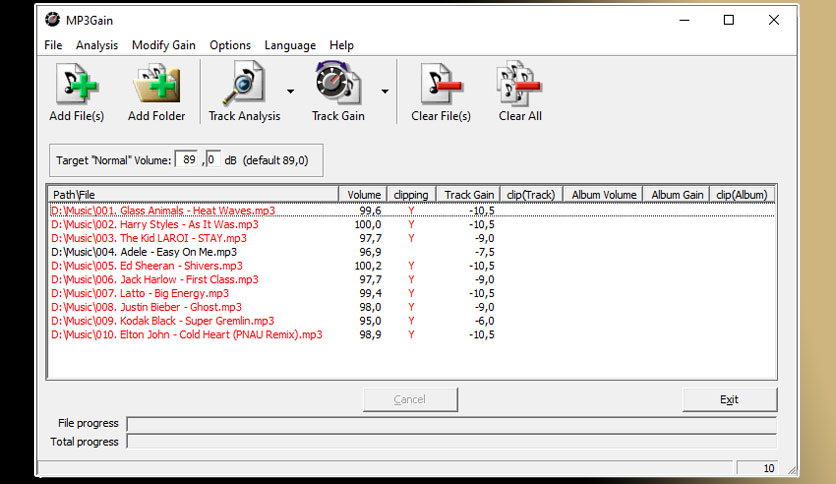 MP3Gain
File Analysis Modify Gain Options Language Help
Add File(s) Add Folder Track Analysis Track Gain Clear File(s) Clear All
Target "Normal" Volume: 89 ,0 dB (default 89,0)
Path\File Volume clipping Track Gain clip(Track) Album Volume Album Gain clip(Album)
D:\Music\001. Glass Animals - Heat Waves.mp3 99,6 Y -10,5
D:\Music\002. Harry Styles - As It Was.mp3 100,0 Y -10,5
D:\Music\003. The Kid LAROI - STAY.mp3 97,7 Y -9,0
D:\Music\004. Adele - Easy On Me.mp3 96,9 -7,5
D:\Music\005. Ed Sheeran - Shivers.mp3 100,2 Y -10,5
D:\Music\006. Jack Harlow - First Class.mp3 97,7 Y -9,0
D:\Music\007. Latto - Big Energy.mp3 99,4 Y -10,5
D:\Music\008. Justin Bieber - Ghost.mp3 98,0 Y -9,0
D:\Music\009. Kodak Black - Super Gremlin.mp3 95,0 Y -6,0
D:\Music\010. Elton John - Cold Heart (PNAU Remix).mp3 98,9 Y -10,5
Cancel Exit
File progress
Total progress
10